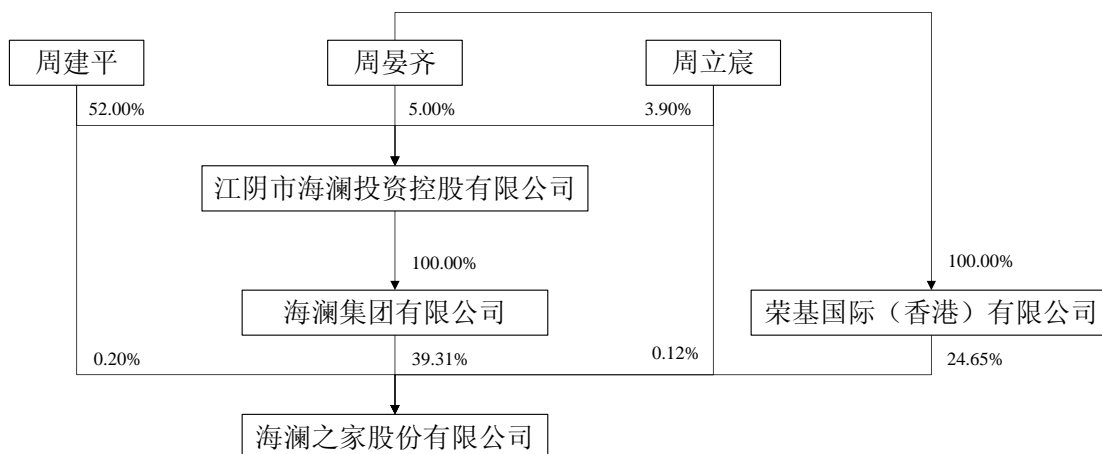 周建平
周晏齐
周立宸
52.00%
5.00%
3.90%
江阴市海澜投资控股有限公司
100.00%
100.00%
海澜集团有限公司
荣基国际（香港）有限公司
0.20%
39.31%
0.12%
24.65%
海澜之家股份有限公司